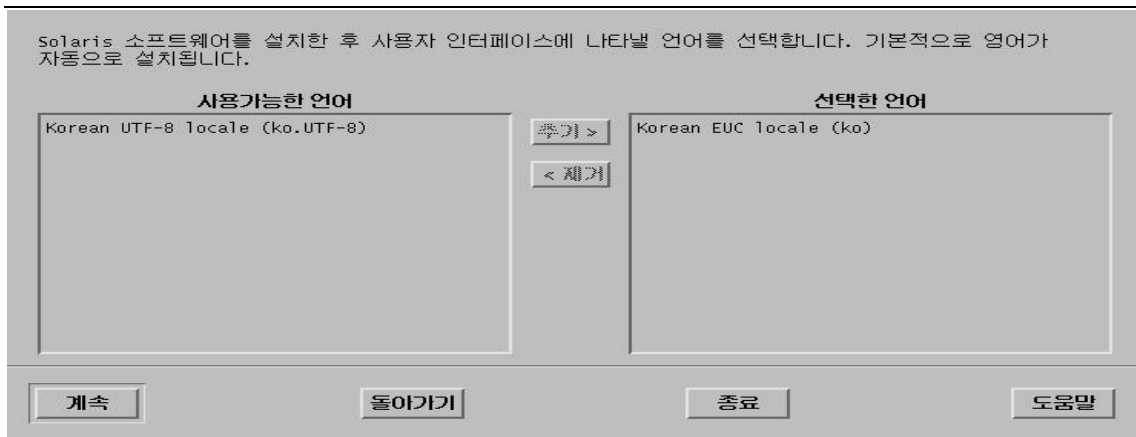 Solaris 소프트웨어를 설치한 후 사용자 인터페이스에 나타낼 언어를 선택합니다. 기본적으로 영어가
자동으로 설치됩니다.
사용가능한 언어
선택한 언어
Korean UTF-8 locale (ko.UTF-8)
추가 >
Korean EUC locale (ko)
< 제거
계속
돌아가기
종료
도움말